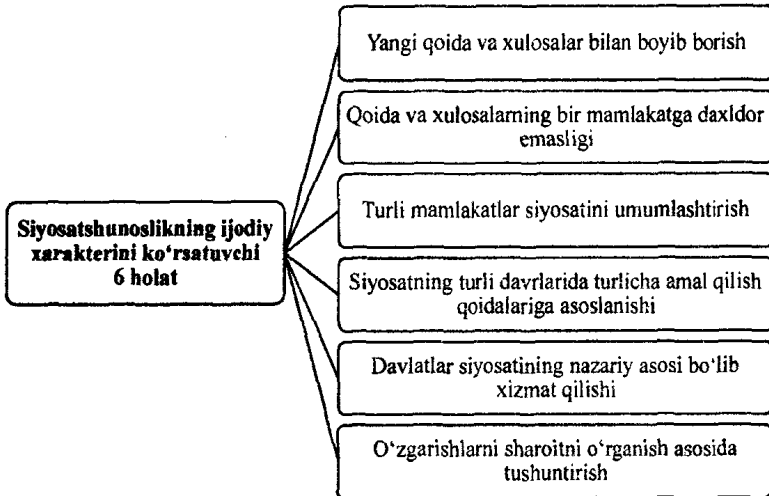 Siyosatshunoslikning ijodiy
xarakterini ko‘rsatuvchi
6 holat
Yangi qoida va xulosalar bilan boyib borish
Qoida va xulosalarning bir mamlakatga daxldor
emasligi
Turli mamlakatlar siyosatini umumlashtirish
Siyosatning turli davrlarida turlicha amal qilish
qoidalariga asoslanishi
Davlatlar siyosatining nazariy asosi bo‘lib
xizmat qilishi
O‘zgarishlarni sharoitni o‘rganish asosida
tushuntirish